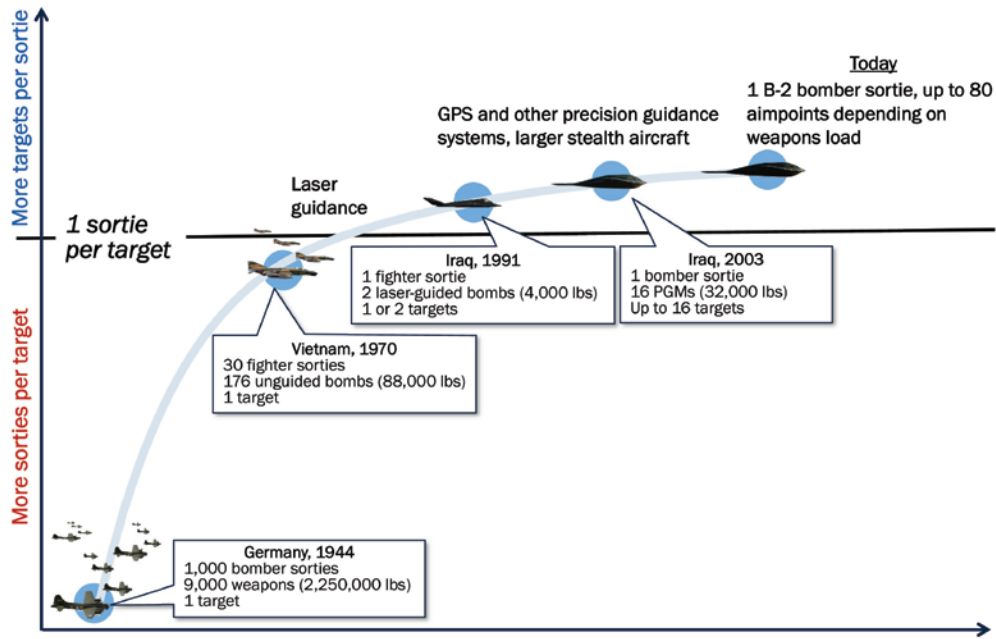 More targets per sortie
More sorties per target
Today
1 B-2 bomber sortie, up to 80
aimpoints depending on
weapons load
GPS and other precision guidance
systems, larger stealth aircraft
Laser
guidance
1 sortie
per target
Iraq, 1991
1 fighter sortie
2 laser-guided bombs (4,000 lbs)
1 or 2 targets
Iraq, 2003
1 bomber sortie
16 PGMs (32,000 lbs)
Up to 16 targets
Vietnam, 1970
30 fighter sorties
176 unguided bombs (88,000 lbs)
1 target
Germany, 1944
1,000 bomber sorties
9,000 weapons (2,250,000 lbs)
1 target